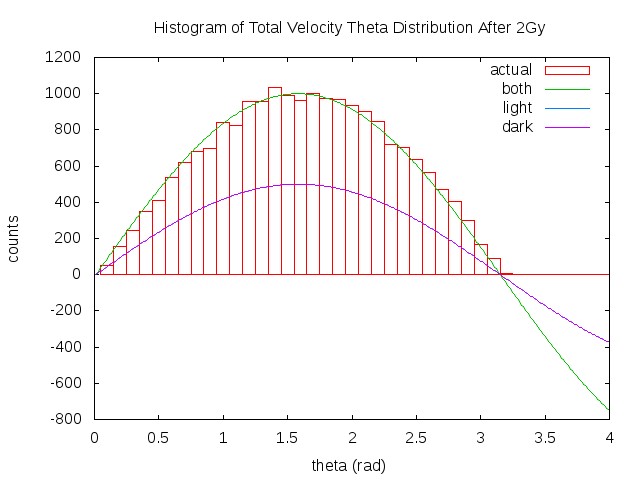 Histogram of Total Velocity Theta Distribution After 2Gy
1200
1000
800
600
400
200
0
-200
-400
-600
-800
counts
actual
both
light
dark
0 0.5 1 1.5 2 2.5 3 3.5 4
theta (rad)